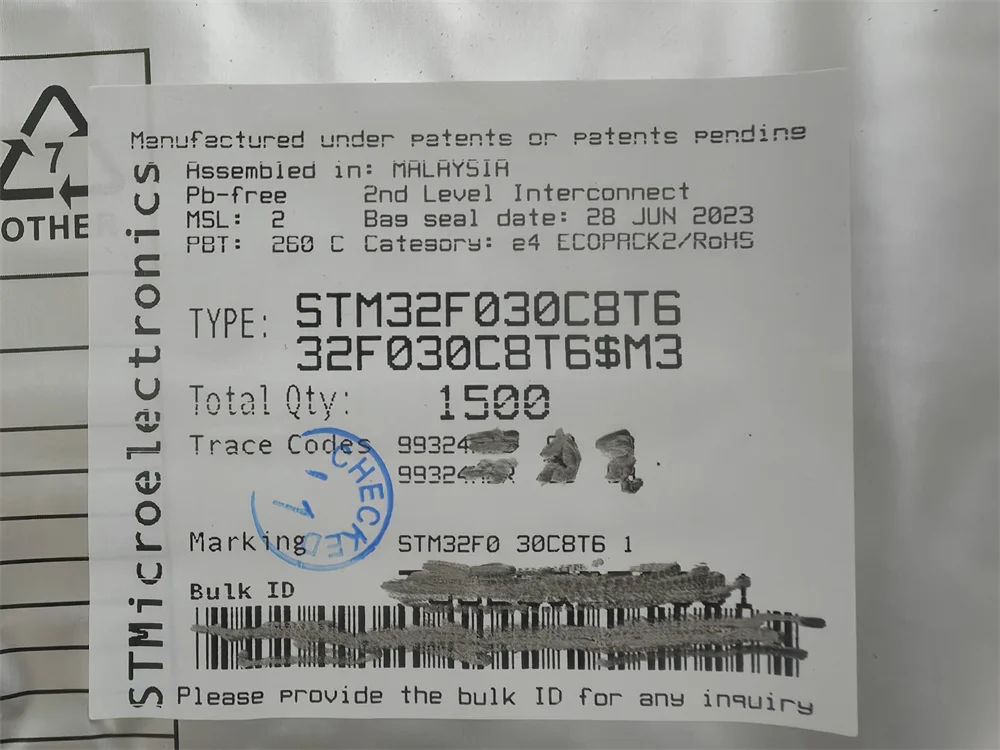 7
OTHER
STMicroelectronics
Manufactured under patents or patents pending
Assembled in: MALAYSIA
Pb-free 2nd Level Interconnect
MSL: 2 Bag seal date: 28 JUN 2023
PBT: 260 C Category: e4 ECOPACK2/RoHS
TYPE: STM32F030C8T6
32F030C8T6$M3
Total Qty: 1500
Trace Codes 99324
99324
CHECKED
Marking STM32F0 30C8T6 1
Bulk ID
Please provide the bulk ID for any inquiry